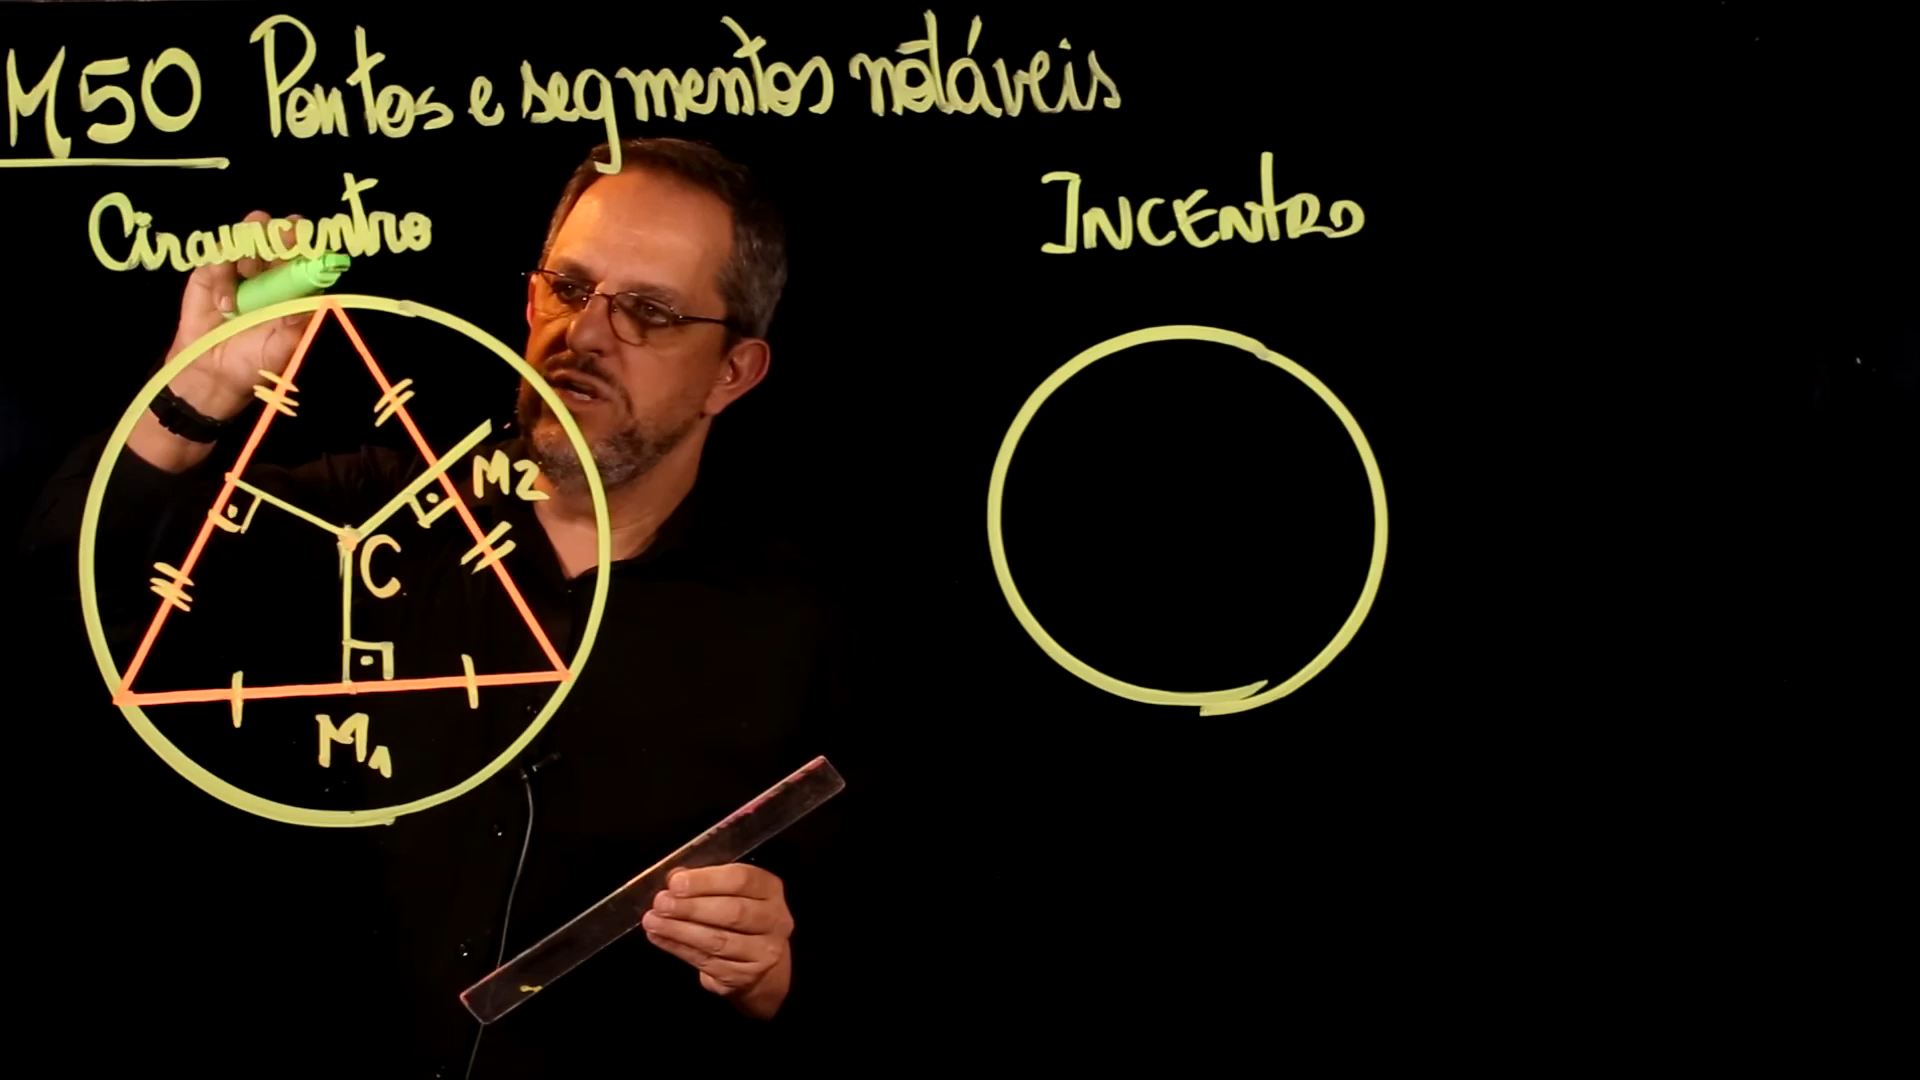 M50 Pontos e segmentos notáveis
Circuncentro
INCENTRO
M2
C
M1